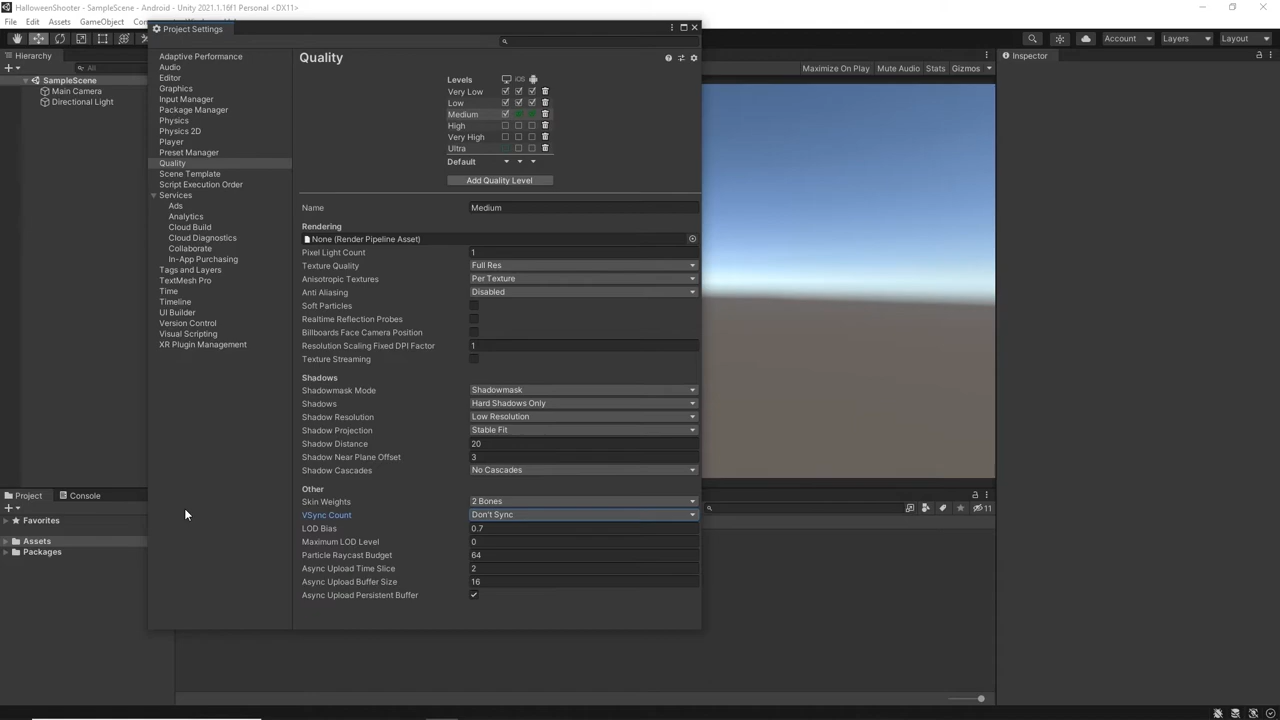 HalloweenShooter - SampleScene - Android - Unity 2021.1.16f1 Personal <DX11>
File Edit Assets GameObject
Project Settings
Account
Layers
Layout
Hierarchy
All
SampleScene
Main Camera
Directional Light
Adaptive Performance
Audio
Editor
Graphics
Input Manager
Package Manager
Physics
Physics 2D
Player
Preset Manager
Quality
Scene Template
Script Execution Order
Services
Ads
Analytics
Cloud Build
Cloud Diagnostics
Collaborate
In-App Purchasing
Tags and Layers
TextMesh Pro
Time
Timeline
UI Builder
Version Control
Visual Scripting
XR Plugin Management
Quality
Levels
iOS
Very Low
Low
Medium
High
Very High
Ultra
Default
Add Quality Level
Name Medium
Rendering
None (Render Pipeline Asset)
Pixel Light Count 1
Texture Quality Full Res
Anisotropic Textures Per Texture
Anti Aliasing Disabled
Soft Particles
Realtime Reflection Probes
Billboards Face Camera Position
Resolution Scaling Fixed DPI Factor 1
Texture Streaming
Shadows
Shadowmask Mode Shadowmask
Shadows Hard Shadows Only
Shadow Resolution Low Resolution
Shadow Projection Stable Fit
Shadow Distance 20
Shadow Near Plane Offset 3
Shadow Cascades No Cascades
Other
Skin Weights 2 Bones
VSync Count Don't Sync
LOD Bias 0.7
Maximum LOD Level 0
Particle Raycast Budget 64
Async Upload Time Slice 2
Async Upload Buffer Size 16
Async Upload Persistent Buffer
Maximize On Play Mute Audio Stats Gizmos
Inspector
Project Console
Favorites
Assets
Packages
11